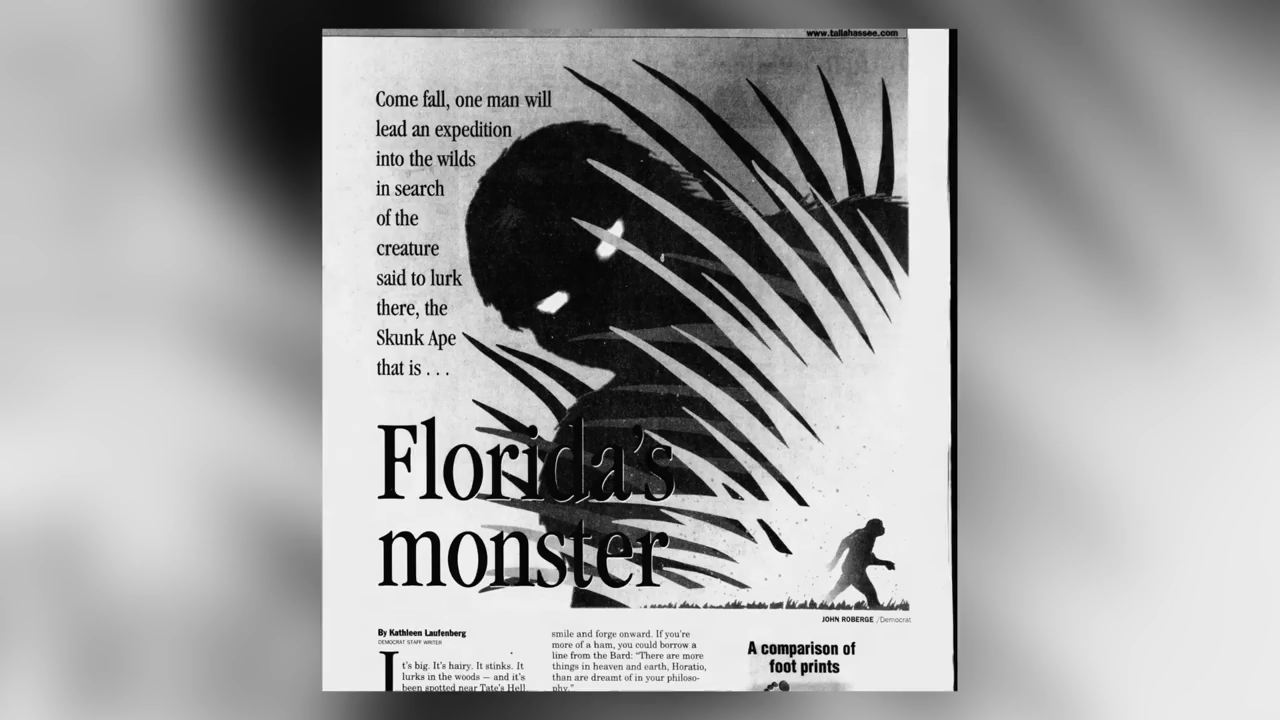 www.tallahassee.com
Come fall, one man will
lead an expedition
into the wilds
in search
of the
creature
said to lurk
there, the
Skunk Ape
that is . . .
Florida's
monster
JOHN ROBERGE / Democrat
By Kathleen Laufenberg
DEMOCRAT STAFF WRITER
It's big. It's hairy. It stinks. It
lurks in the woods — and it's
been spotted near Tate's Hell
smile and forge onward. If you're
more of a ham, you could borrow a
line from the Bard: "There are more
things in heaven and earth, Horatio,
than are dreamt of in your philoso-
phy."
A comparison of
foot prints